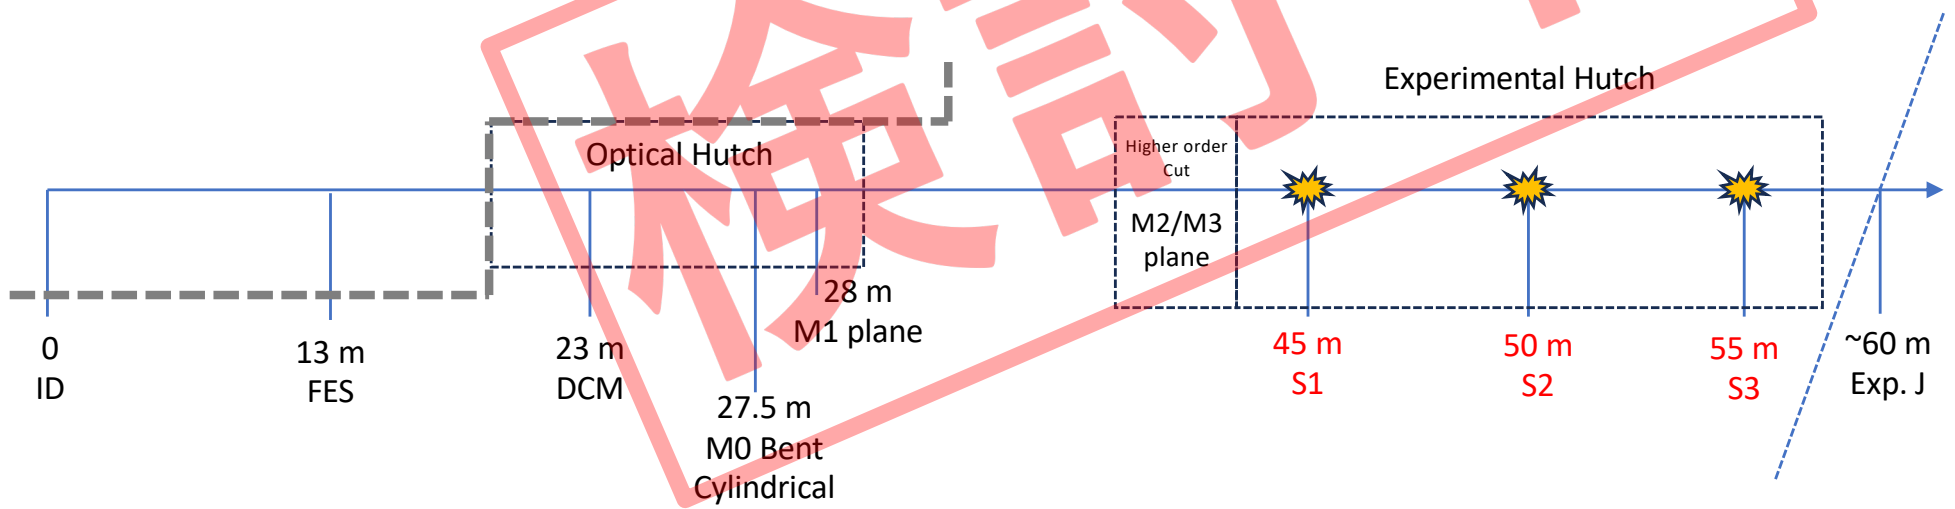 検討中
Experimental Hutch
Optical Hutch
Higher order
Cut
M2/M3
plane
0
ID
13 m
FES
23 m
DCM
27.5 m
M0 Bent
Cylindrical
28 m
M1 plane
45 m
S1
50 m
S2
55 m
S3
~60 m
Exp. J